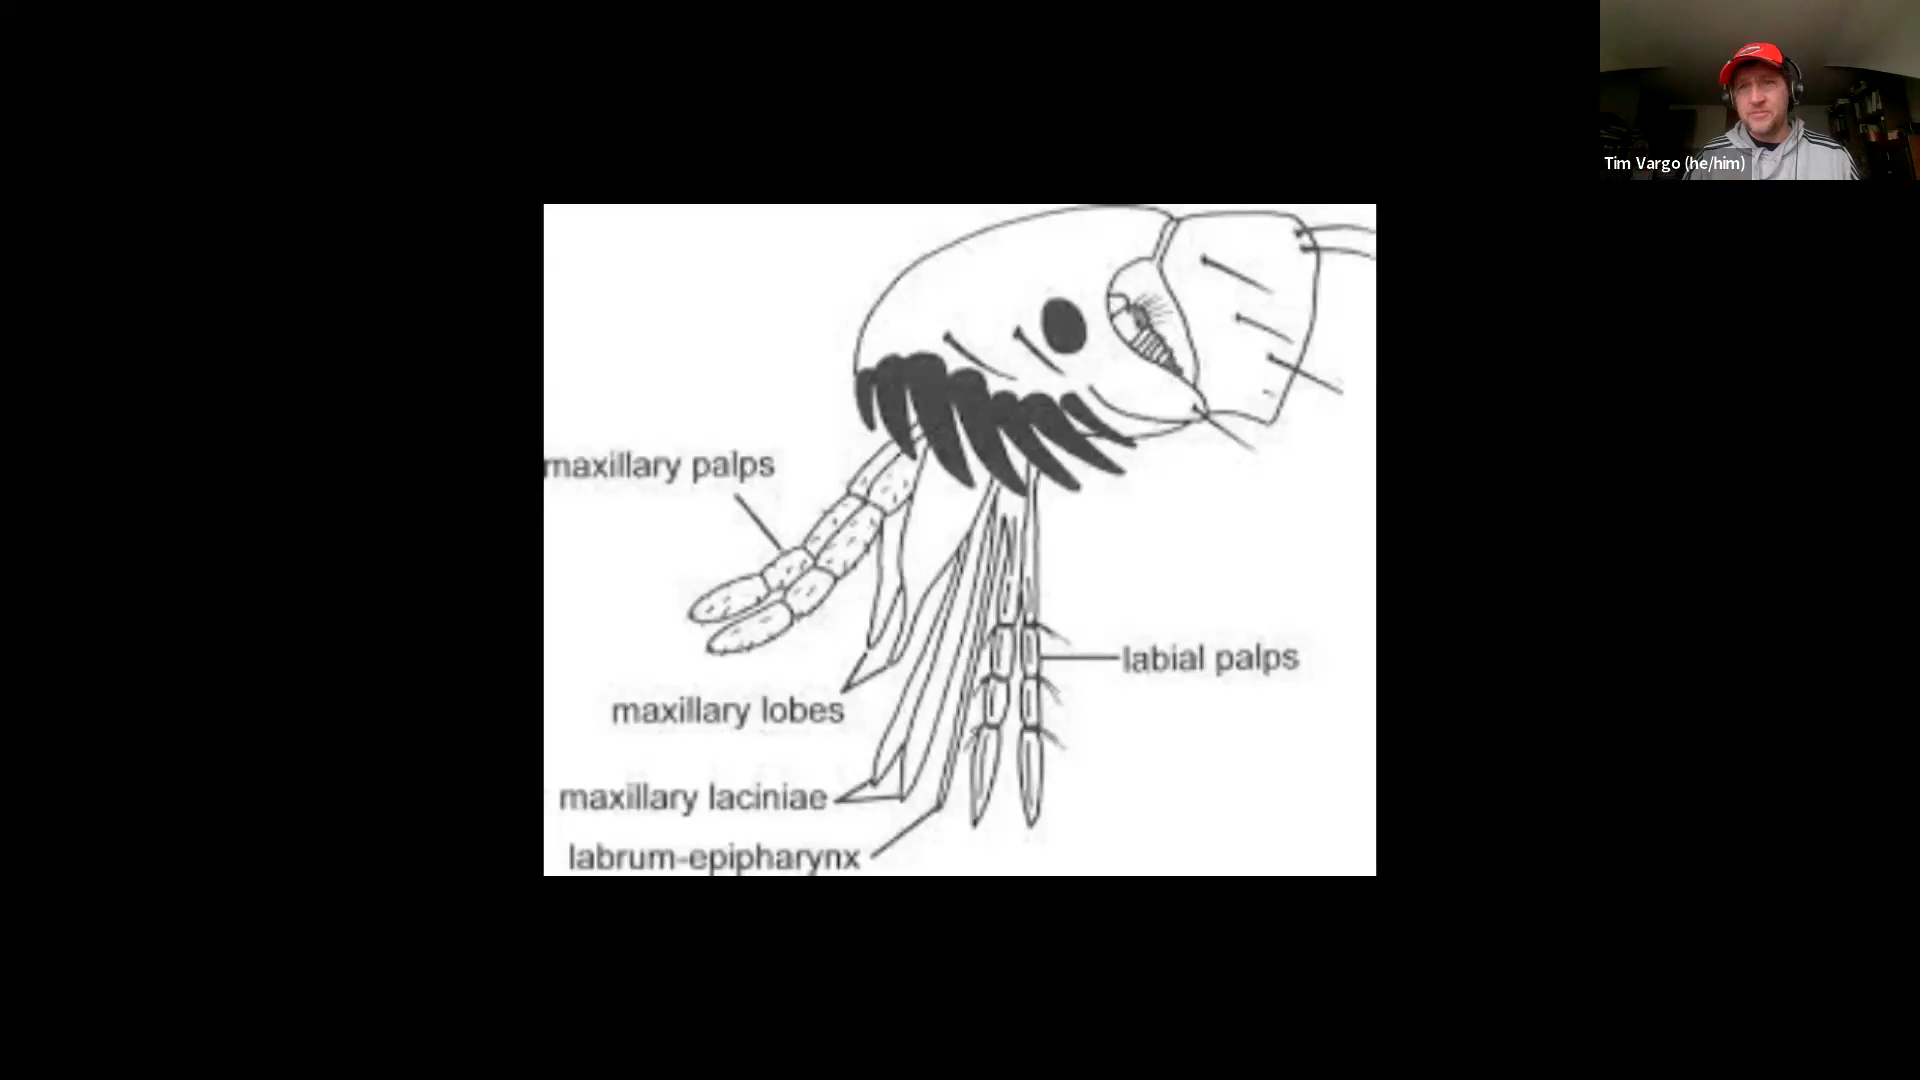 Tim Vargo (he/him)
maxillary palps
labial palps
maxillary lobes
maxillary laciniae
labrum-epipharynx